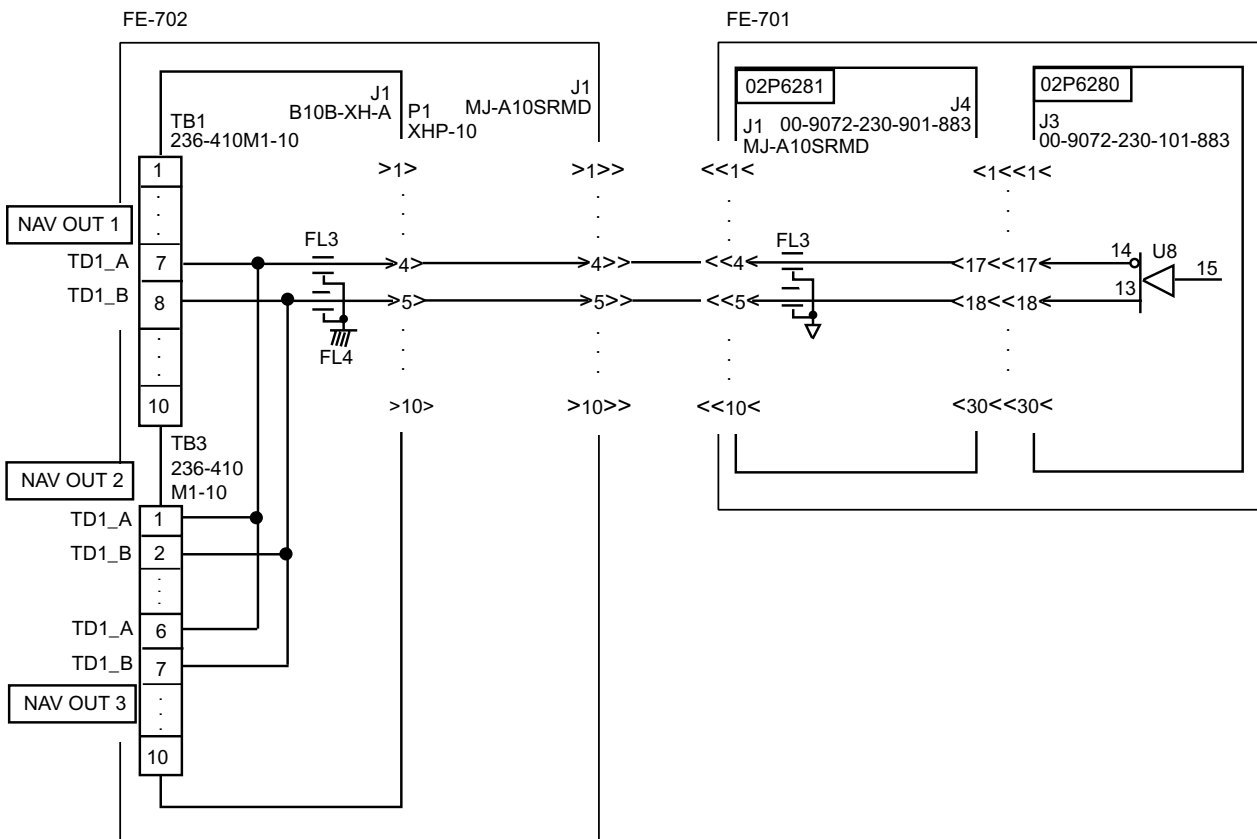 FE-702
FE-701
J1
B10B-XH-A
P1
XHP-10
J1
MJ-A10SRMD
02P6281
J4
J1 00-9072-230-901-883
MJ-A10SRMD
02P6280
J3
00-9072-230-101-883
TB1
236-410M1-10
1
>1>
>1>>
<<1<
<1<<1<
NAV OUT 1
TD1_A
7
FL3
>4>
>4>>
<<4<
FL3
<17<<17<
14
U8
15
TD1_B
8
>5>
>5>>
<<5<
<18<<18<
13
FL4
10
>10>
>10>>
<<10<
<30<<30<
TB3
236-410
M1-10
NAV OUT 2
TD1_A
1
TD1_B
2
TD1_A
6
TD1_B
7
NAV OUT 3
10